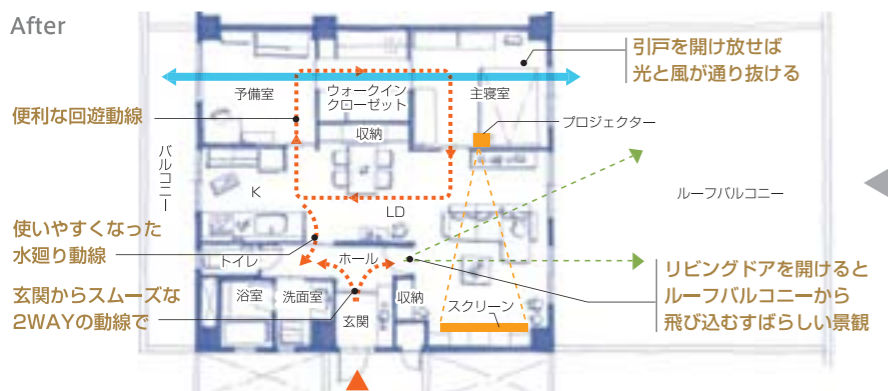 After
引戸を開け放せば
光と風が通り抜ける
予備室
ウォークイン
クローゼット
主寝室
便利な回遊動線
収納
プロジェクター
バルコニー
K
LD
ルーフバルコニー
使いやすくなった
水廻り動線
トイレ
ホール
玄関からスムーズな
2WAYの動線で
浴室
洗面室
玄関
収納
スクリーン
リビングドアを開けると
ルーフバルコニーから
飛び込むすばらしい景観